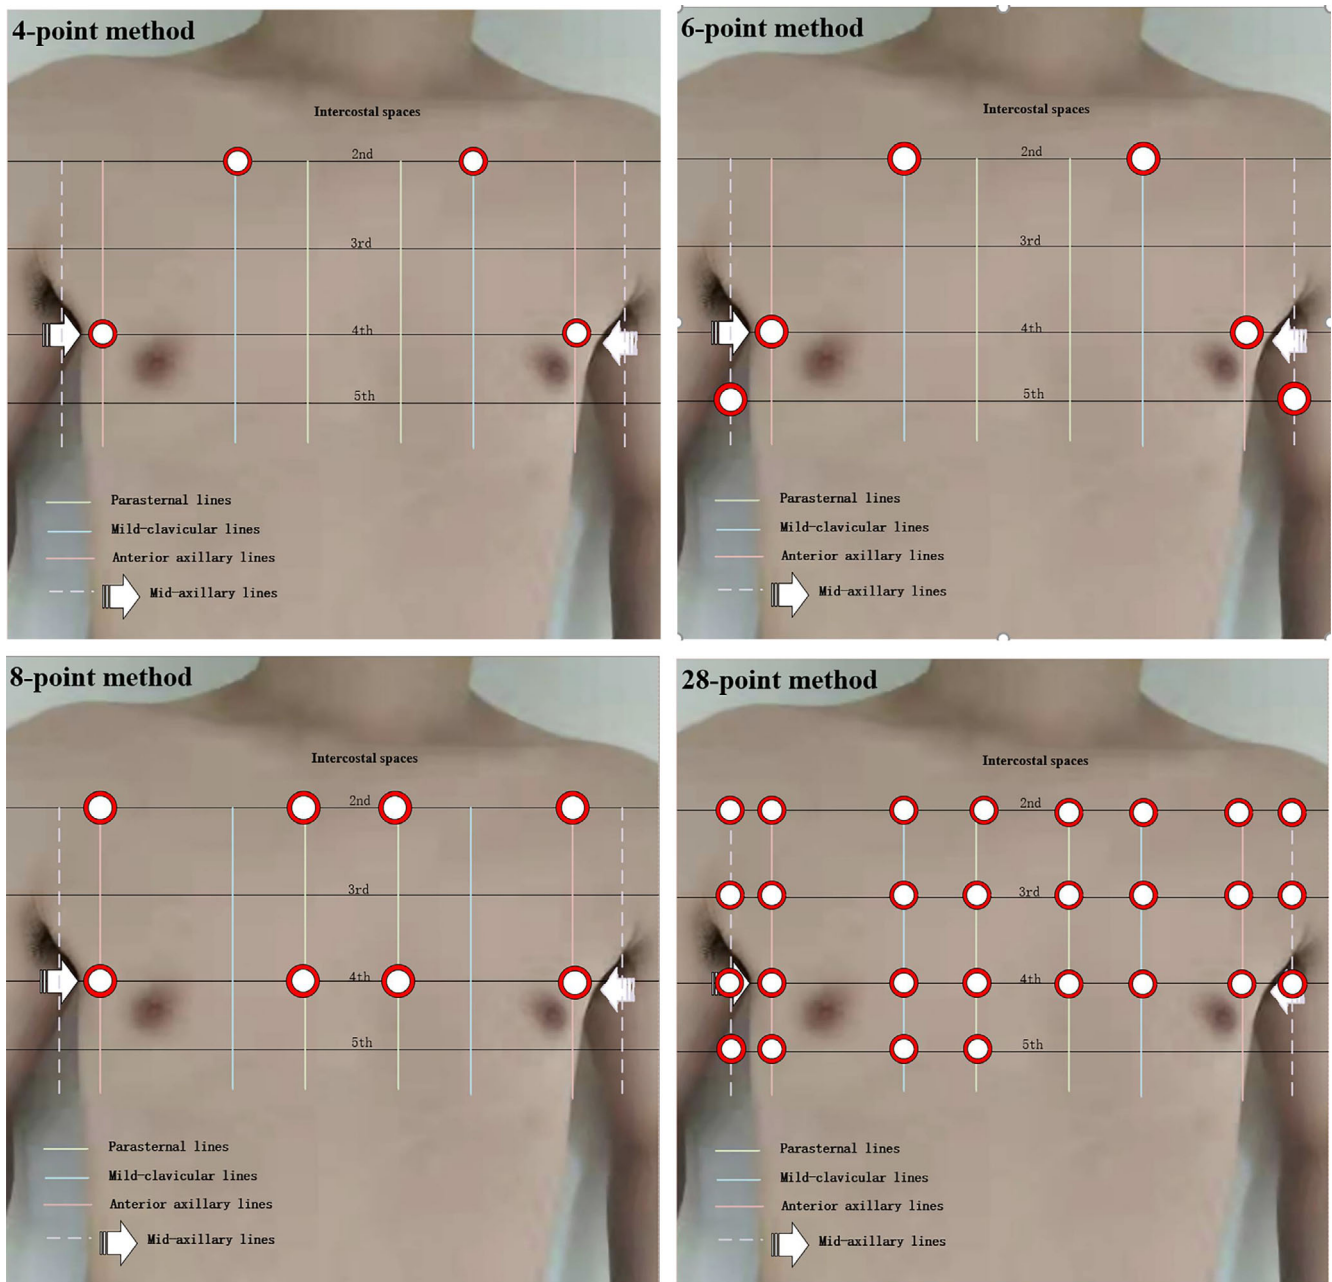 4-point method
Intercostal spaces
2nd
3rd
4th
5th
Parasternal lines
Mild-clavicular lines
Anterior axillary lines
Mid-axillary lines
6-point method
Intercostal spaces
2nd
3rd
4th
5th
Parasternal lines
Mild-clavicular lines
Anterior axillary lines
Mid-axillary lines
8-point method
Intercostal spaces
2nd
3rd
4th
5th
Parasternal lines
Mild-clavicular lines
Anterior axillary lines
Mid-axillary lines
28-point method
Intercostal spaces
2nd
3rd
4th
5th
Parasternal lines
Mild-clavicular lines
Anterior axillary lines
Mid-axillary lines